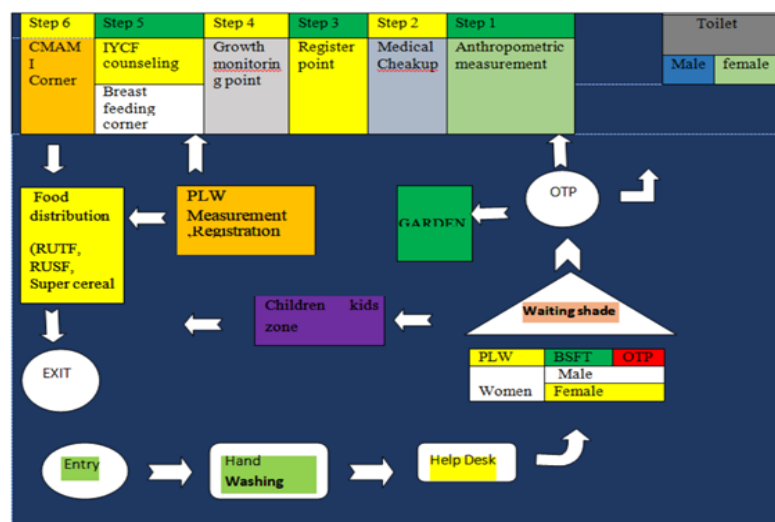 Step 6
Step 5
Step 4
Step 3
Step 2
Step 1
Toilet
CMAM
I
Corner
IYCF
counseling
Breast
feeding
corner
Growth
monitorin
g point
Register
point
Medical
Cheakup
Anthropometric
measurement
Male
female
Food
distribution
(RUTF,
RUSF,
Super cereal
PLW
Measurement
,Registration
GARDEN
OTP
Children kids
zone
Waiting shade
PLW
BSFT
OTP
Women
Male
Female
EXIT
Entry
Hand
Washing
Help Desk